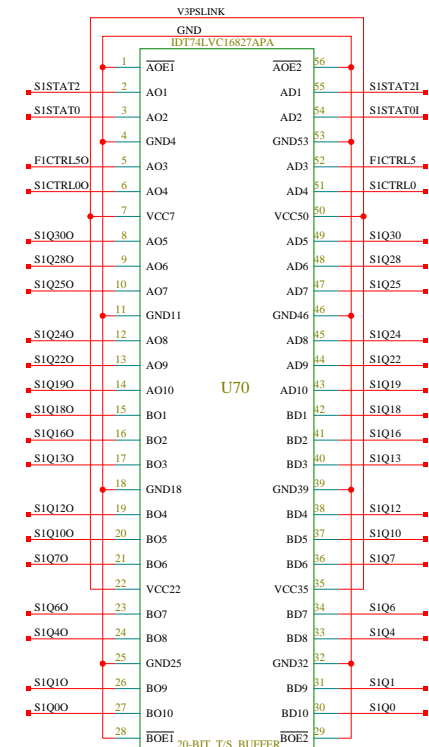 V3PSLINK
GND
IDT74LVC16827APA
1 AOE1 AOE2 56
S1STAT2 2 AO1 AD1 55 S1STAT2I
S1STAT0 3 AO2 AD2 54 S1STAT0I
4 GND4 GND53 53
F1CTRL5O 5 AO3 AD3 52 F1CTRL5
S1CTRL0O 6 AO4 AD4 51 S1CTRL0
7 VCC7 VCC50 50
S1Q30O 8 AO5 AD5 49 S1Q30
S1Q28O 9 AO6 AD6 48 S1Q28
S1Q25O 10 AO7 AD7 47 S1Q25
11 GND11 GND46 46
S1Q24O 12 AO8 AD8 45 S1Q24
S1Q22O 13 AO9 AD9 44 S1Q22
S1Q19O 14 AO10 AD10 43 S1Q19
U70
S1Q18O 15 BO1 BD1 42 S1Q18
S1Q16O 16 BO2 BD2 41 S1Q16
S1Q13O 17 BO3 BD3 40 S1Q13
18 GND18 GND39 39
S1Q12O 19 BO4 BD4 38 S1Q12
S1Q10O 20 BO5 BD5 37 S1Q10
S1Q7O 21 BO6 BD6 36 S1Q7
22 VCC22 VCC35 35
S1Q6O 23 BO7 BD7 34 S1Q6
S1Q4O 24 BO8 BD8 33 S1Q4
25 GND25 GND32 32
S1Q1O 26 BO9 BD9 31 S1Q1
S1Q0O 27 BO10 BD10 30 S1Q0
28 BOE1 BOE2 29
20-BIT T/S BUFFER